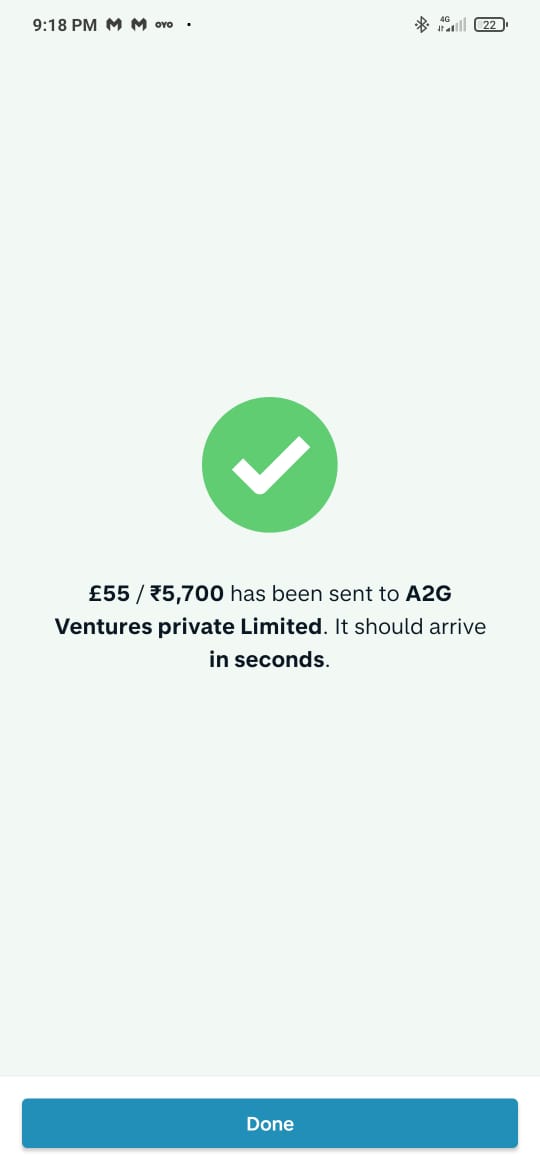 9:18 PM OYO
4G
22
£55 / ₹5,700 has been sent to A2G
Ventures private Limited. It should arrive
in seconds.
Done